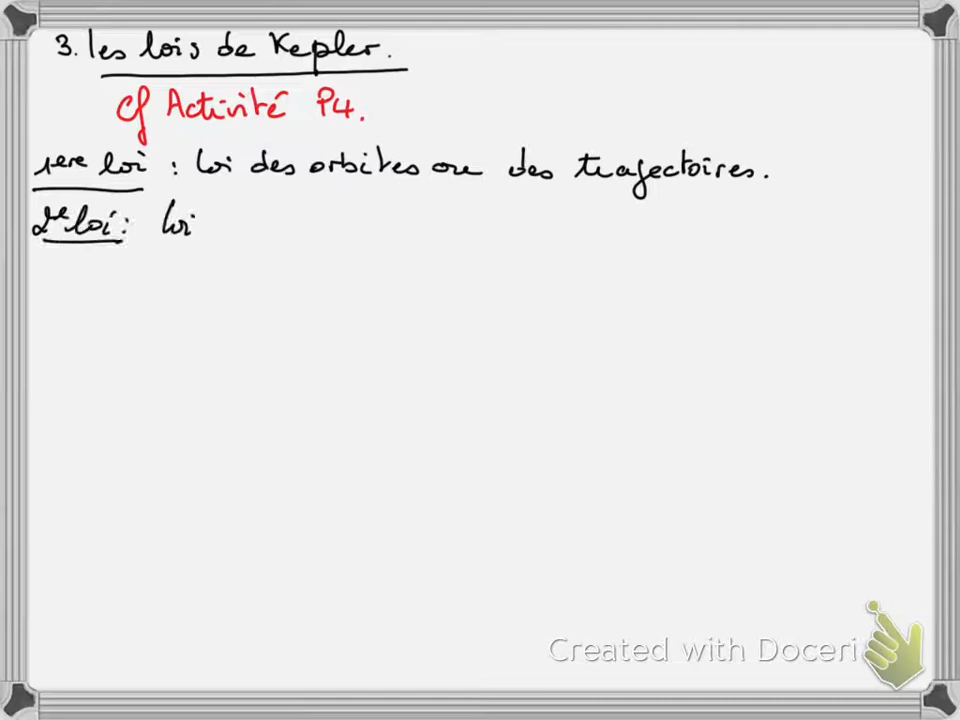 3. les lois de Kepler.
cf Activité P4.
1ere loi : loi des orbites ou des trajectoires.
2e loi : loi
Created with Doceri